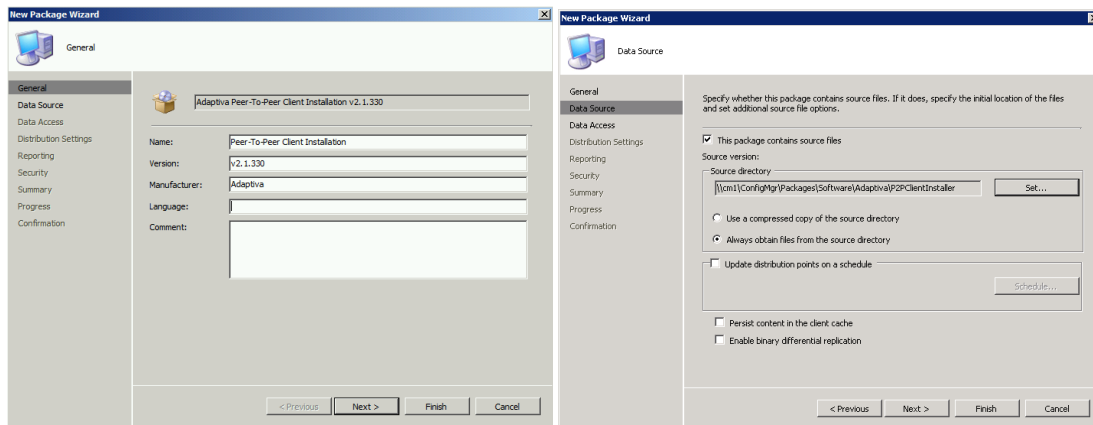 New Package Wizard
General
General
Data Source
Data Access
Distribution Settings
Reporting
Security
Summary
Progress
Confirmation
Adaptiva Peer-To-Peer Client Installation v2.1.330
Name:
Peer-To-Peer Client Installation
Version:
v2.1.330
Manufacturer:
Adaptiva
Language:
Comment:
< Previous
Next >
Finish
Cancel
New Package Wizard
Data Source
General
Data Source
Data Access
Distribution Settings
Reporting
Security
Summary
Progress
Confirmation
Specify whether this package contains source files. If it does, specify the initial location of the files
and set additional source file options.
This package contains source files
Source version:
Source directory
\\cm1\ConfigMgr\Packages\Software\Adaptiva\P2PClientInstaller
Set...
Use a compressed copy of the source directory
Always obtain files from the source directory
Update distribution points on a schedule
Schedule...
Persist content in the client cache
Enable binary differential replication
< Previous
Next >
Finish
Cancel